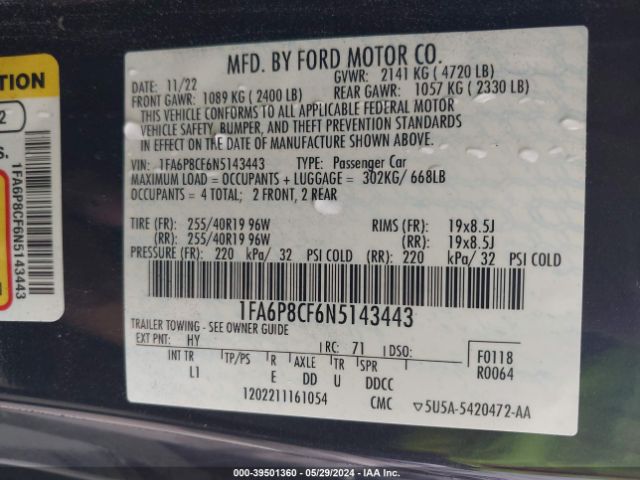 TION
2
S.
1FA6P8CF6N5143443
MFD. BY FORD MOTOR CO.
DATE: 11/22 GVWR: 2141 KG ( 4720 LB)
FRONT GAWR: 1089 KG ( 2400 LB) REAR GAWR: 1057 KG ( 2330 LB)
THIS VEHICLE CONFORMS TO ALL APPLICABLE FEDERAL MOTOR
VEHICLE SAFETY, BUMPER, AND THEFT PREVENTION STANDARDS
IN EFFECT ON THE DATE OF MANUFACTURE SHOWN ABOVE.
VIN: 1FA6P8CF6N5143443 TYPE: Passenger Car
MAXIMUM LOAD = OCCUPANTS + LUGGAGE = 302KG/ 668LB
OCCUPANTS = 4 TOTAL; 2 FRONT, 2 REAR
TIRE (FR): 255/40R19 96W RIMS (FR): 19x8.5J
(RR): 255/40R19 96W (RR): 19x8.5J
PRESSURE (FR): 220 kPa/ 32 PSI COLD (RR): 220 kPa/ 32 PSI COLD
1FA6P8CF6N5143443
TRAILER TOWING - SEE OWNER GUIDE
EXT PNT: HY RC: 71 DSO: F0118
INT TR TP/PS R AXLE TR SPR R0064
L1 E DD U DDCC
1202211161054 CMC ▽5U5A-5420472-AA
000-39501360 - 05/29/2024 - IAA Inc.